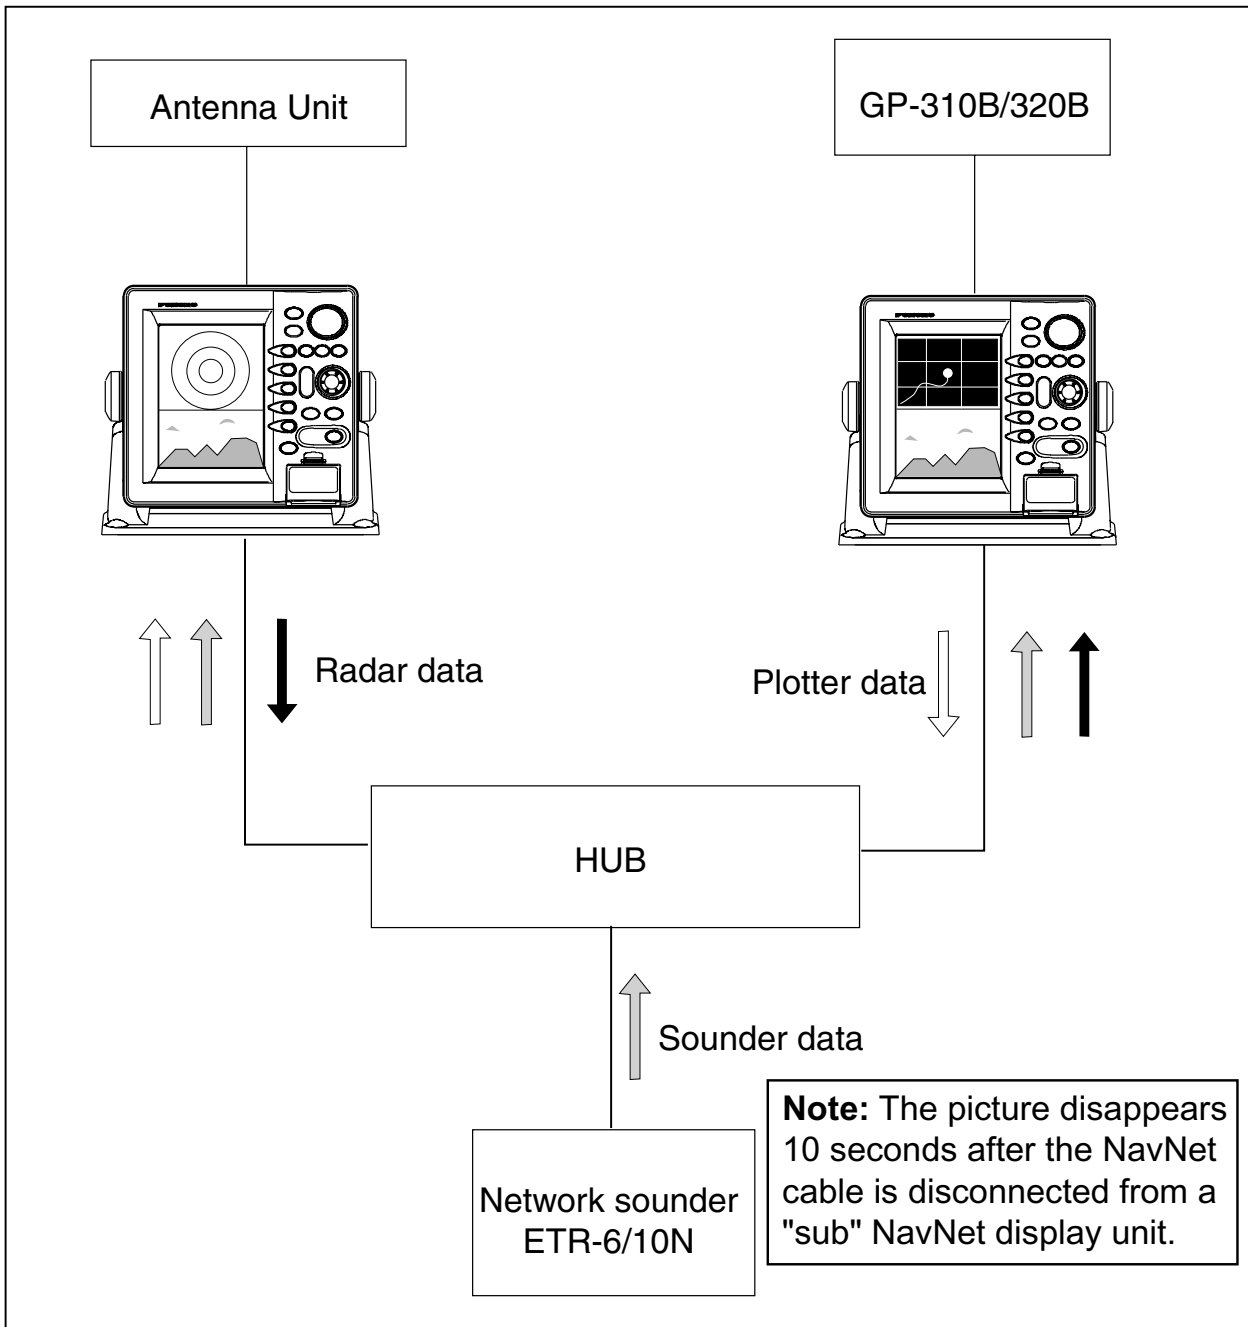 Antenna Unit
GP-310B/320B
Radar data
Plotter data
HUB
Sounder data
Network sounder
ETR-6/10N
Note: The picture disappears
10 seconds after the NavNet
cable is disconnected from a
"sub" NavNet display unit.